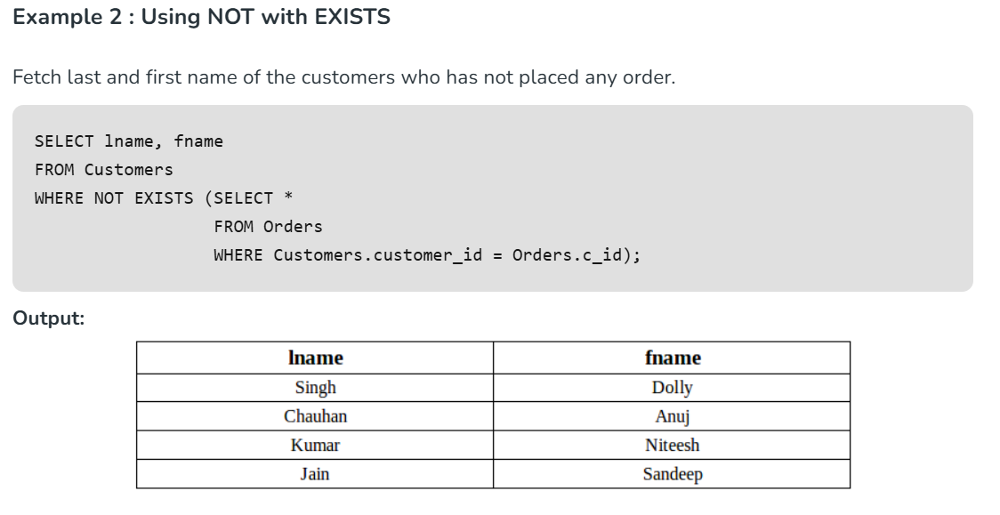 Example 2 : Using NOT with EXISTS
Fetch last and first name of the customers who has not placed any order.
SELECT lname, fname
FROM Customers
WHERE NOT EXISTS (SELECT *
                  FROM Orders
                  WHERE Customers.customer_id = Orders.c_id);
Output:
lname fname
Singh Dolly
Chauhan Anuj
Kumar Niteesh
Jain Sandeep